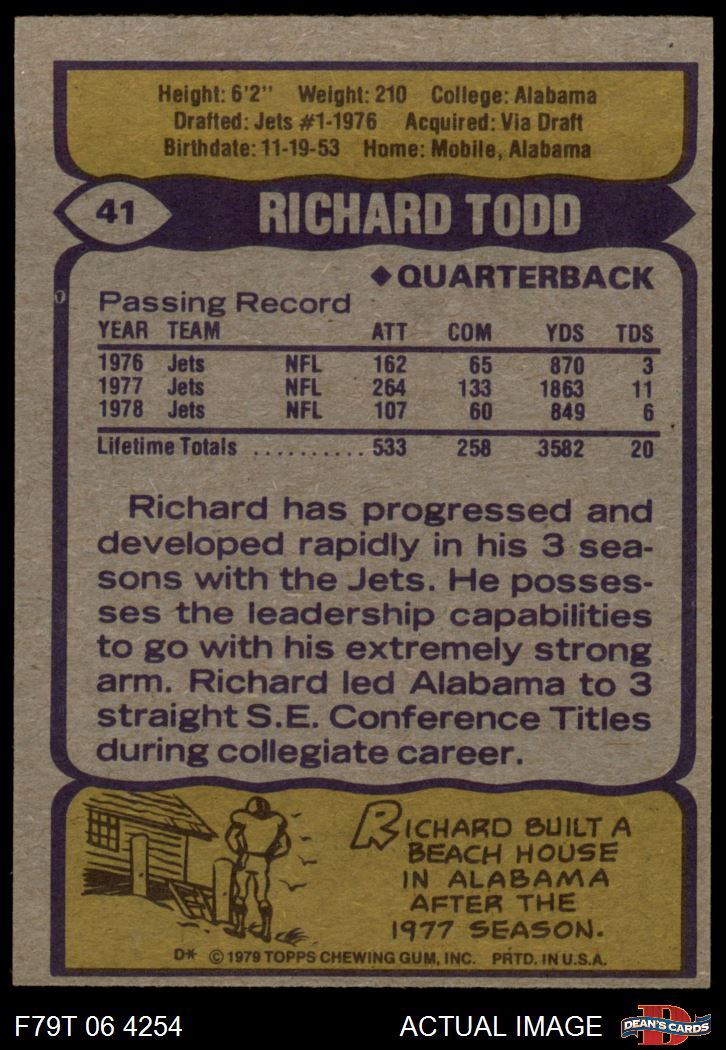 Height: 6'2" Weight: 210 College: Alabama
Drafted: Jets #1-1976 Acquired: Via Draft
Birthdate: 11-19-53 Home: Mobile, Alabama
41 RICHARD TODD
◆QUARTERBACK
Passing Record
YEAR TEAM ATT COM YDS TDS
1976 Jets NFL 162 65 870 3
1977 Jets NFL 264 133 1863 11
1978 Jets NFL 107 60 849 6
Lifetime Totals .......... 533 258 3582 20
Richard has progressed and
developed rapidly in his 3 sea-
sons with the Jets. He posses-
ses the leadership capabilities
to go with his extremely strong
arm. Richard led Alabama to 3
straight S.E. Conference Titles
during collegiate career.
RICHARD BUILT A
BEACH HOUSE
IN ALABAMA
AFTER THE
1977 SEASON.
D* © 1979 TOPPS CHEWING GUM, INC. PRTD. IN U.S.A.
F79T 06 4254 ACTUAL IMAGE D DEAN'S CARDS